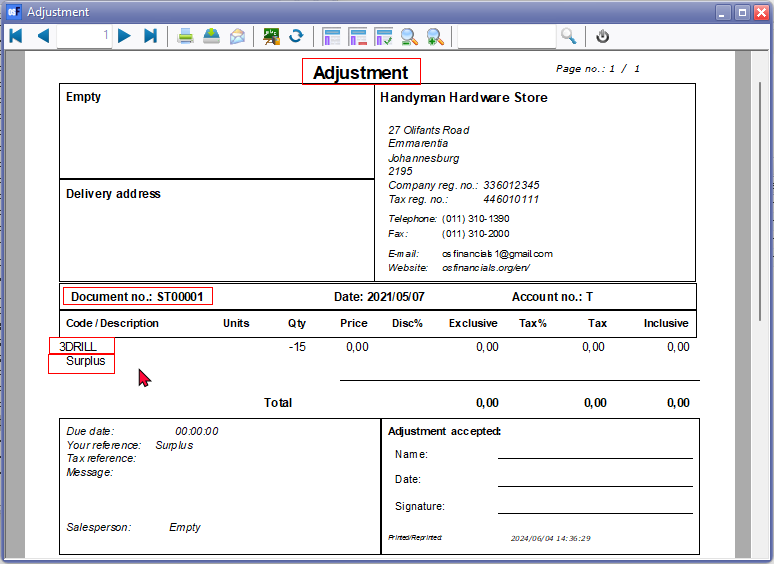 Adjustment
1
Adjustment
Page no.: 1 / 1
Empty
Handyman Hardware Store
27 Olifants Road
Emmarentia
Johannesburg
2195
Company reg. no.: 336012345
Tax reg. no.: 446010111
Telephone: (011) 310-1390
Fax: (011) 310-2000
E-mail: osfinancials1@gmail.com
Website: osfinancials.org/en/
Delivery address
Document no.: ST00001 Date: 2021/05/07 Account no.: T
Code / Description Units Qty Price Disc% Exclusive Tax% Tax Inclusive
3DRILL -15 0,00 0,00 0,00 0,00
Surplus
Total 0,00 0,00 0,00
Due date: 00:00:00
Your reference: Surplus
Tax reference:
Message:
Salesperson: Empty
Adjustment accepted:
Name:
Date:
Signature:
Printed/Reprinted: 2024/06/04 14:36:29